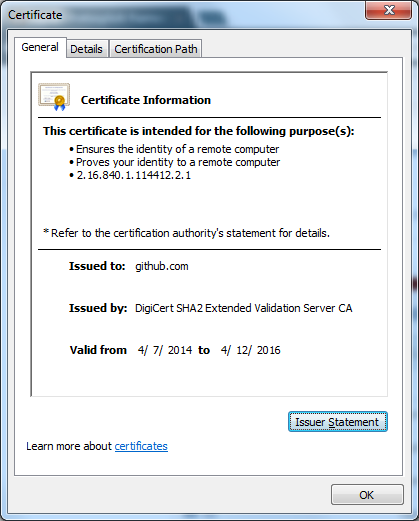 Certificate
General Details Certification Path
Certificate Information
This certificate is intended for the following purpose(s):
• Ensures the identity of a remote computer
• Proves your identity to a remote computer
• 2.16.840.1.114412.2.1
* Refer to the certification authority's statement for details.
Issued to: github.com
Issued by: DigiCert SHA2 Extended Validation Server CA
Valid from 4/ 7/ 2014 to 4/ 12/ 2016
Issuer Statement
Learn more about certificates
OK